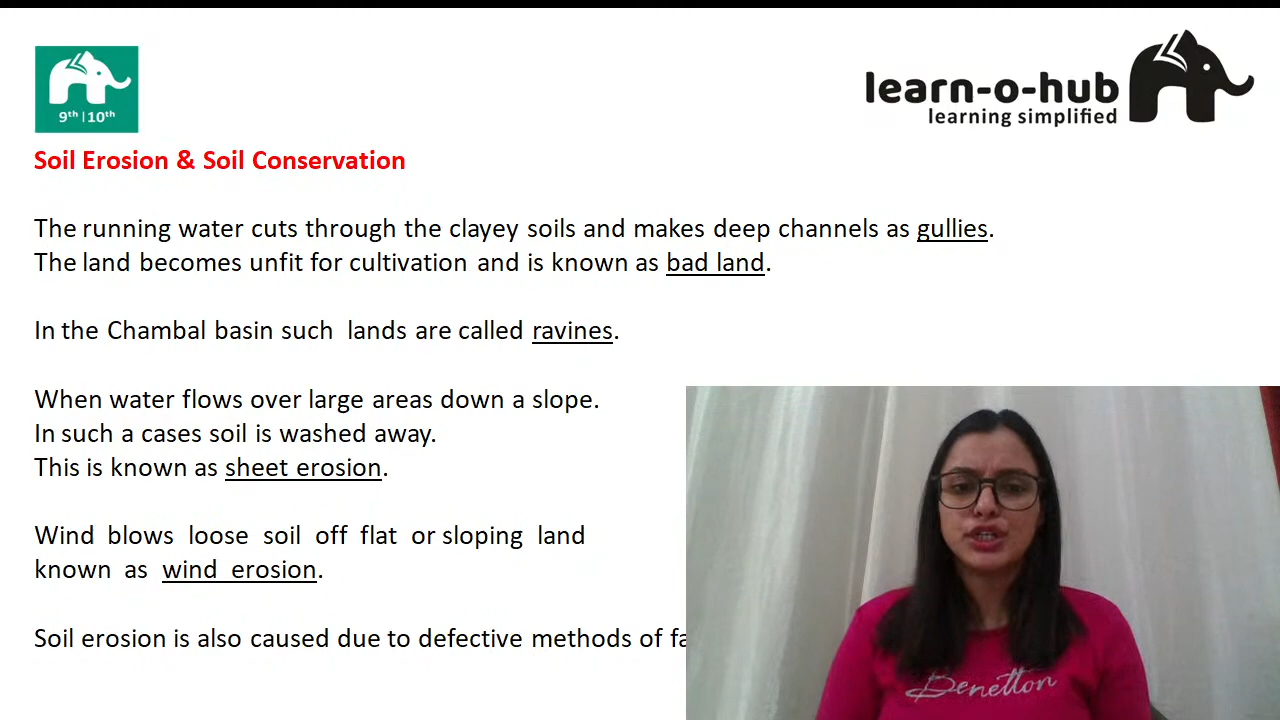 9th | 10th
learn-o-hub
learning simplified
Soil Erosion & Soil Conservation
The running water cuts through the clayey soils and makes deep channels as gullies.
The land becomes unfit for cultivation and is known as bad land.
In the Chambal basin such lands are called ravines.
When water flows over large areas down a slope.
In such a cases soil is washed away.
This is known as sheet erosion.
Wind blows loose soil off flat or sloping land
known as wind erosion.
Soil erosion is also caused due to defective methods of
Benetton